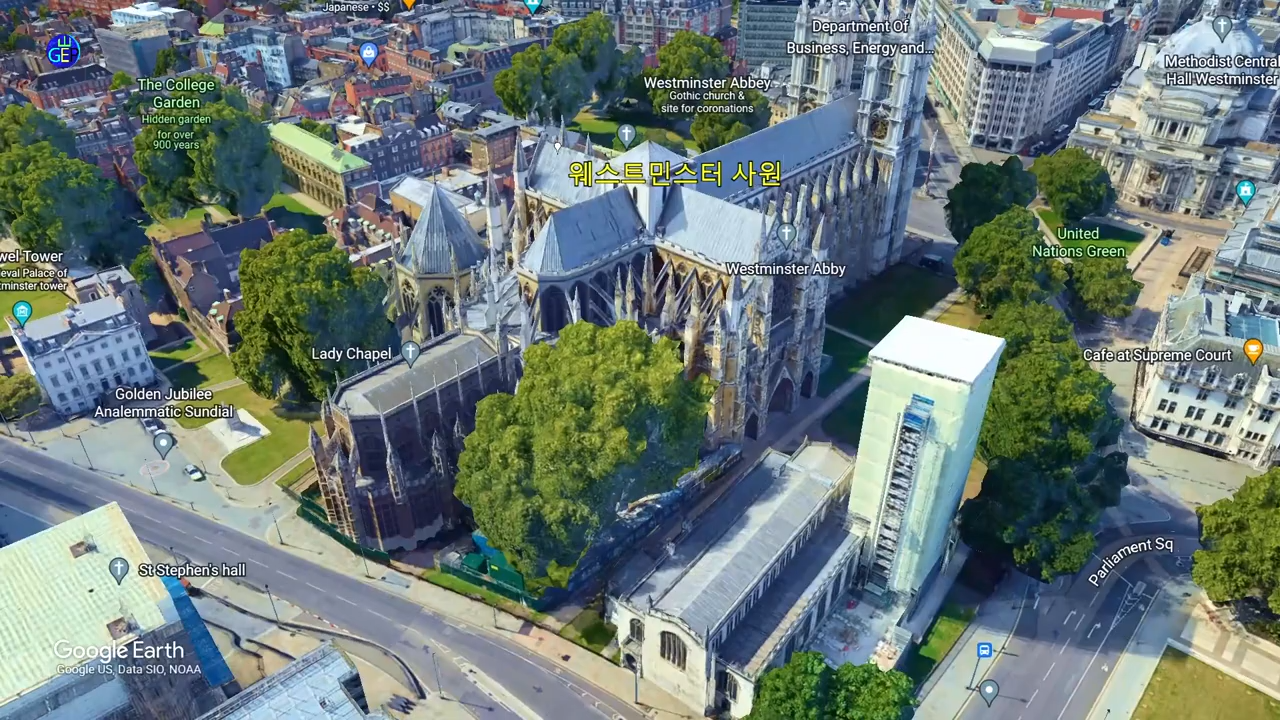 Japanese • $$
Department Of
Business, Energy and...
Methodist Central
Hall Westminster
The College
Garden
Hidden garden
for over
900 years
Westminster Abbey
Gothic church &
site for coronations
웨스트민스터 사원
United
Nations Green
wel Tower
eval Palace of
tminster tower
Westminster Abby
Lady Chapel
Cafe at Supreme Court
Golden Jubilee
Analemmatic Sundial
St Stephen's hall
Parliament Sq
Google Earth
Google US, Data SIO, NOAA